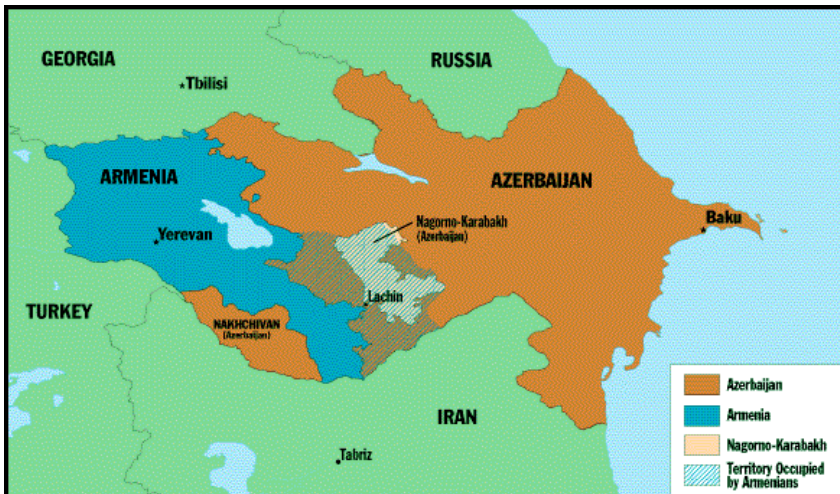 GEORGIA
RUSSIA
Tbilisi
ARMENIA
AZERBAIJAN
Nagorno-Karabakh
(Azerbaijan)
Baku
Yerevan
Lachin
TURKEY
NAKHCHIVAN
(Azerbaijan)
IRAN
Tabriz
Azerbaijan
Armenia
Nagorno-Karabakh
Territory Occupied
by Armenians